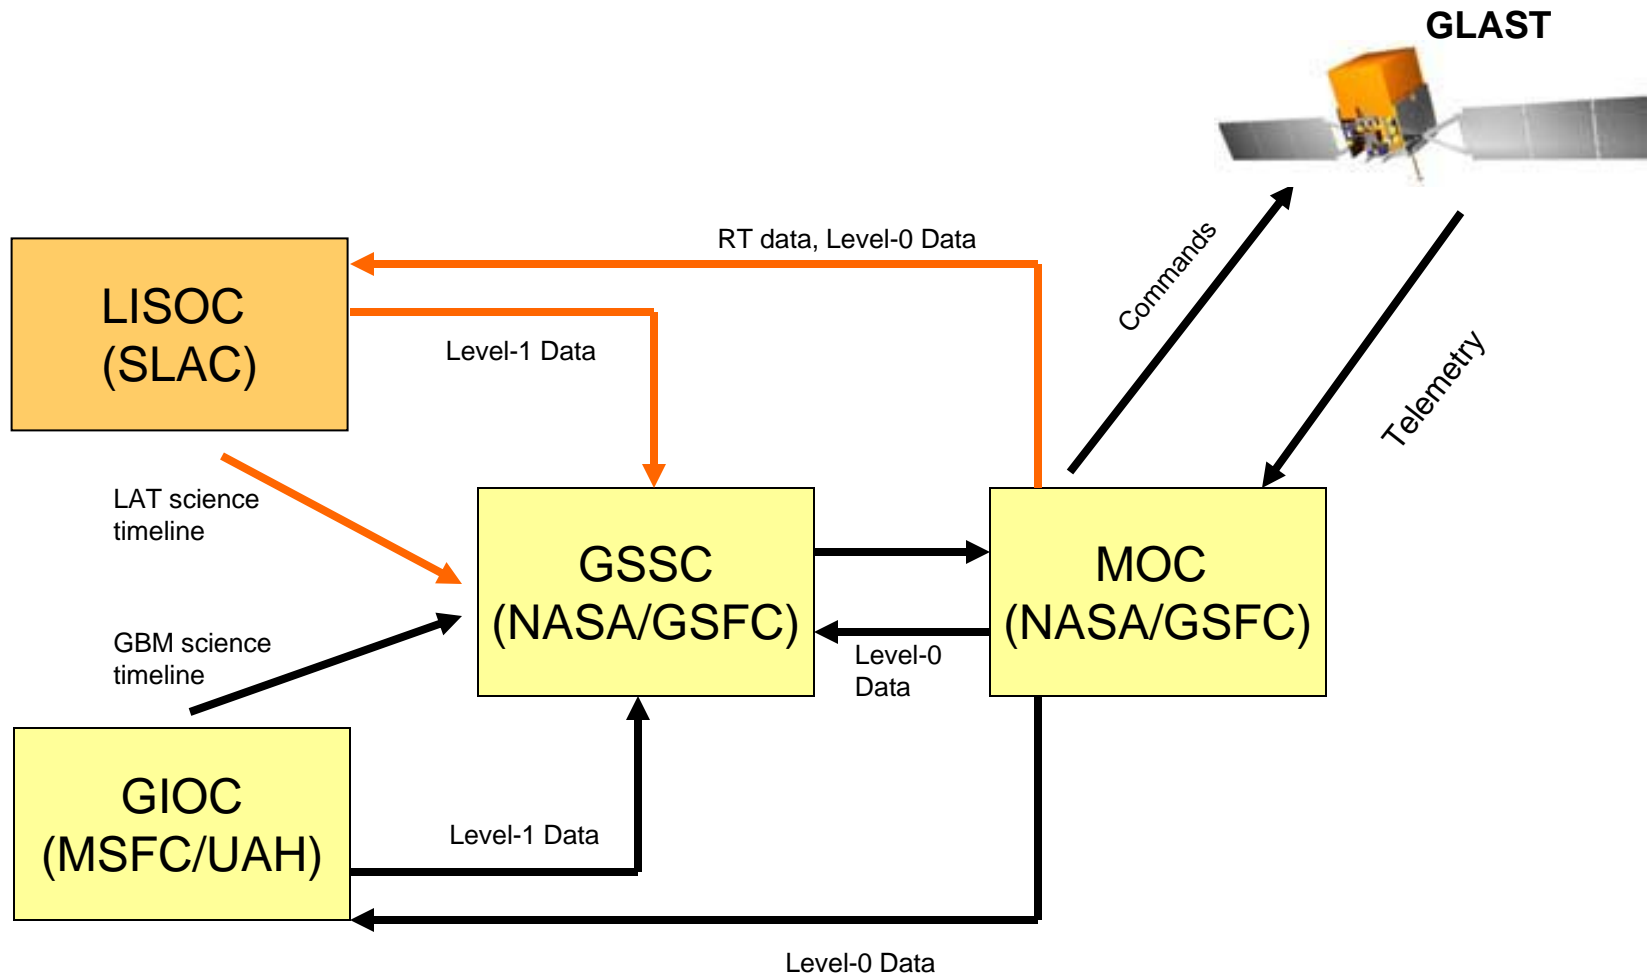 GLAST
RT data, Level-0 Data
Commands
LISOC
(SLAC)
Level-1 Data
Telemetry
LAT science
timeline
GSSC
(NASA/GSFC)
MOC
(NASA/GSFC)
GBM science
timeline
Level-0
Data
GIOC
(MSFC/UAH)
Level-1 Data
Level-0 Data